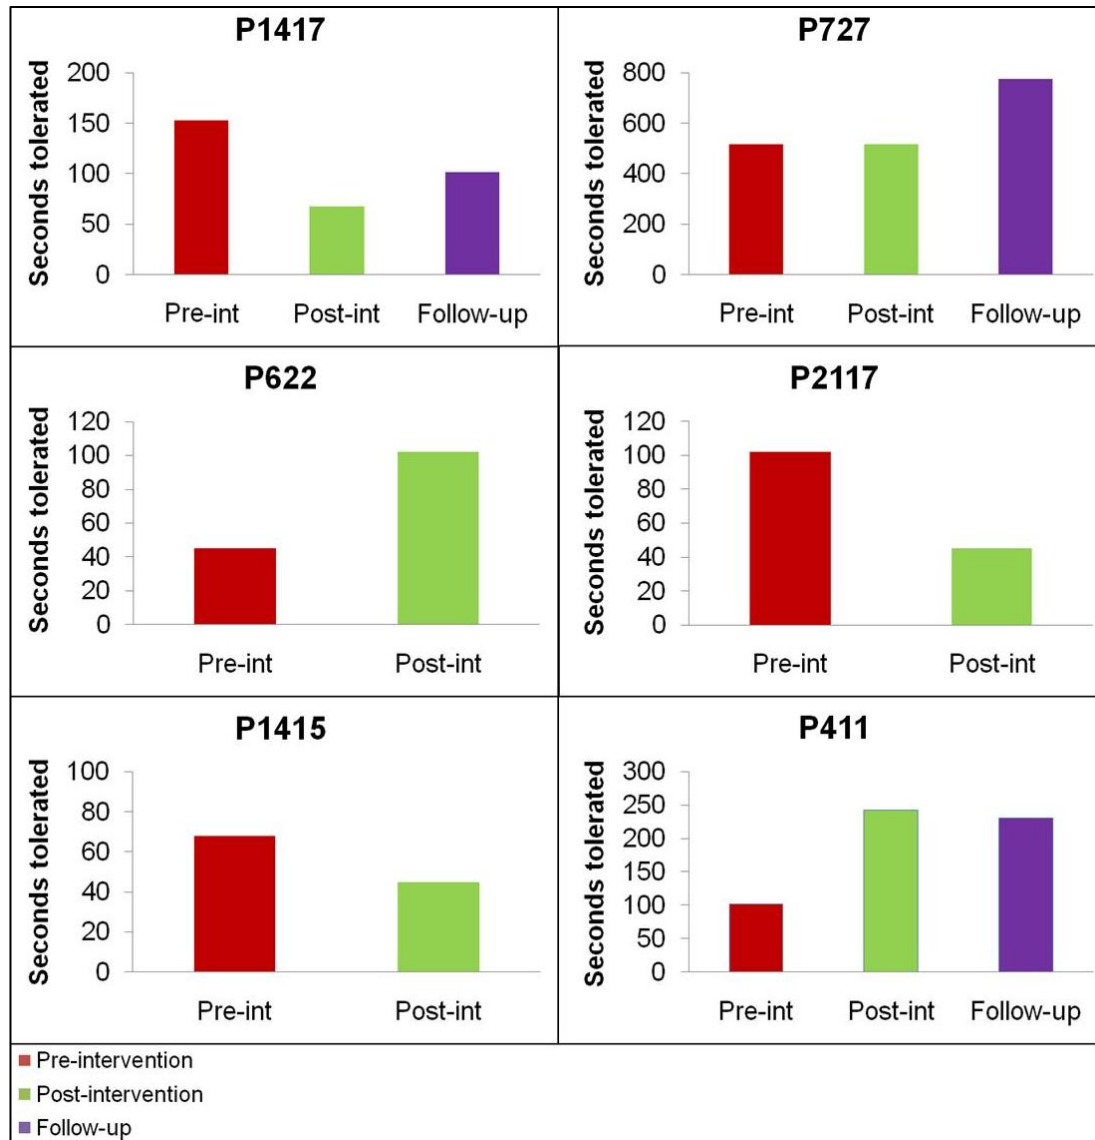 P1417
Seconds tolerated
200
150
100
50
0
Pre-int Post-int Follow-up
P727
Seconds tolerated
800
600
400
200
0
Pre-int Post-int Follow-up
P622
Seconds tolerated
120
100
80
60
40
20
0
Pre-int Post-int
P2117
Seconds tolerated
120
100
80
60
40
20
0
Pre-int Post-int
P1415
Seconds tolerated
100
80
60
40
20
0
Pre-int Post-int
P411
Seconds tolerated
300
250
200
150
100
50
0
Pre-int Post-int Follow-up
Pre-intervention
Post-intervention
Follow-up